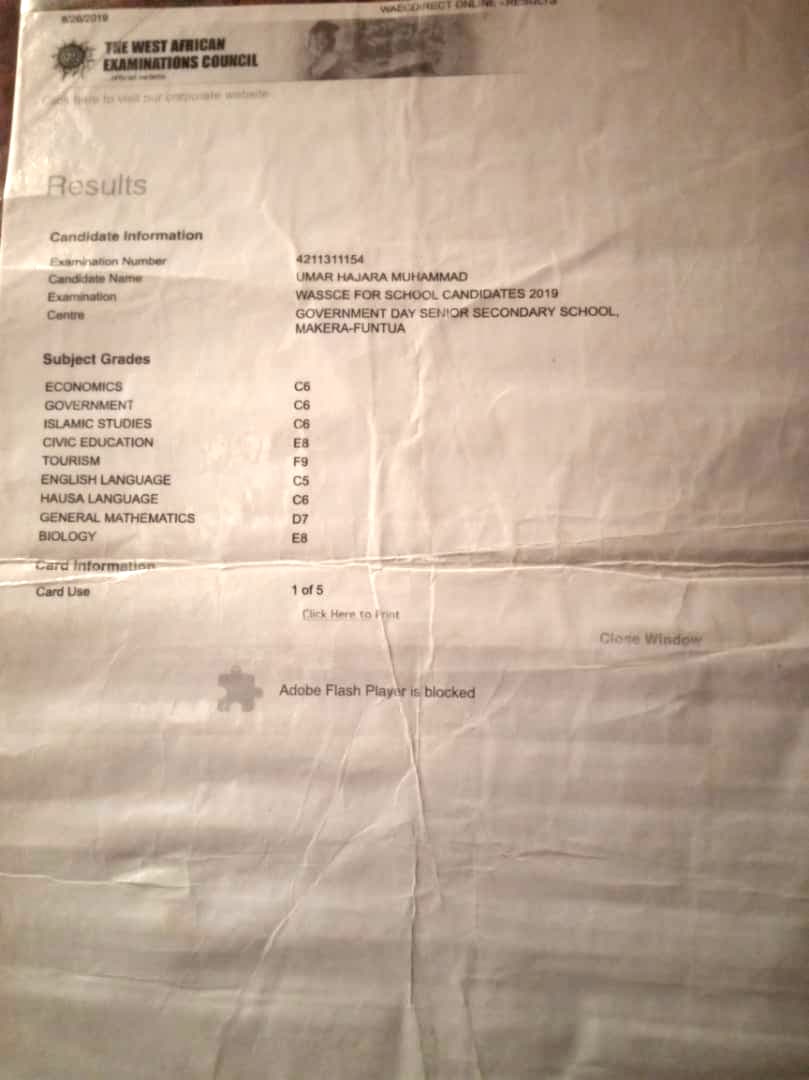 8/26/2019
WAECDIRECT ONLINE - RESULTS
THE WEST AFRICAN
EXAMINATIONS COUNCIL
official website
Click here to visit our corporate website
Results
Candidate Information
Examination Number 4211311154
Candidate Name UMAR HAJARA MUHAMMAD
Examination WASSCE FOR SCHOOL CANDIDATES 2019
Centre GOVERNMENT DAY SENIOR SECONDARY SCHOOL,
MAKERA-FUNTUA
Subject Grades
ECONOMICS C6
GOVERNMENT C6
ISLAMIC STUDIES C6
CIVIC EDUCATION E8
TOURISM F9
ENGLISH LANGUAGE C5
HAUSA LANGUAGE C6
GENERAL MATHEMATICS D7
BIOLOGY E8
Card Information
Card Use 1 of 5
Click Here to Print
Close Window
Adobe Flash Player is blocked